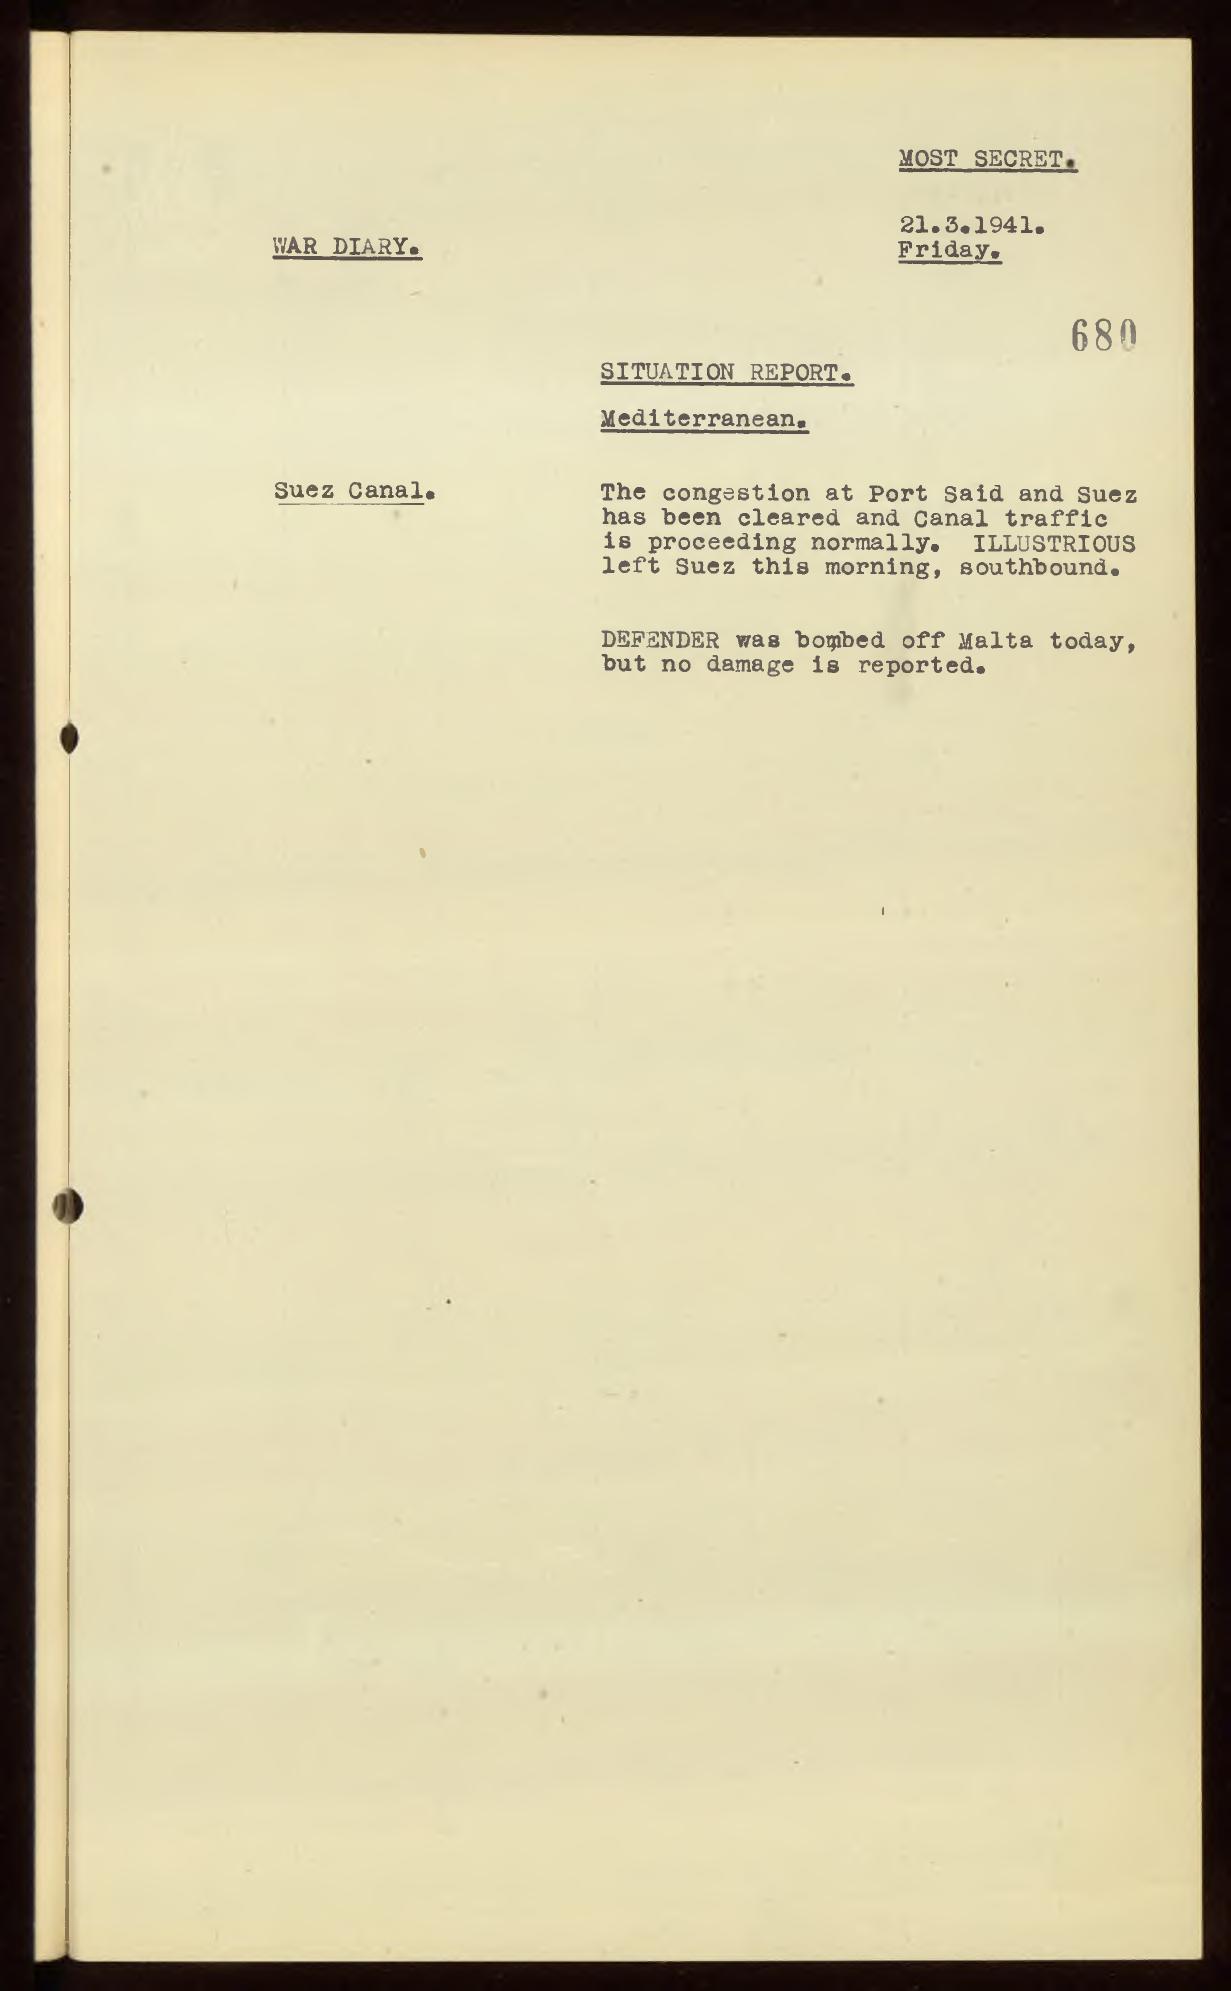 MOST SECRET.
21.3.1941.
WAR DIARY.
Friday.
680
SITUATION REPORT.
Mediterranean.
Suez Canal.
The congestion at Port Said and Suez
has been cleared and Canal traffic
is proceeding normally. ILLUSTRIOUS
left Suez this morning, southbound.
DEFENDER was bombed off Malta today,
but no damage is reported.